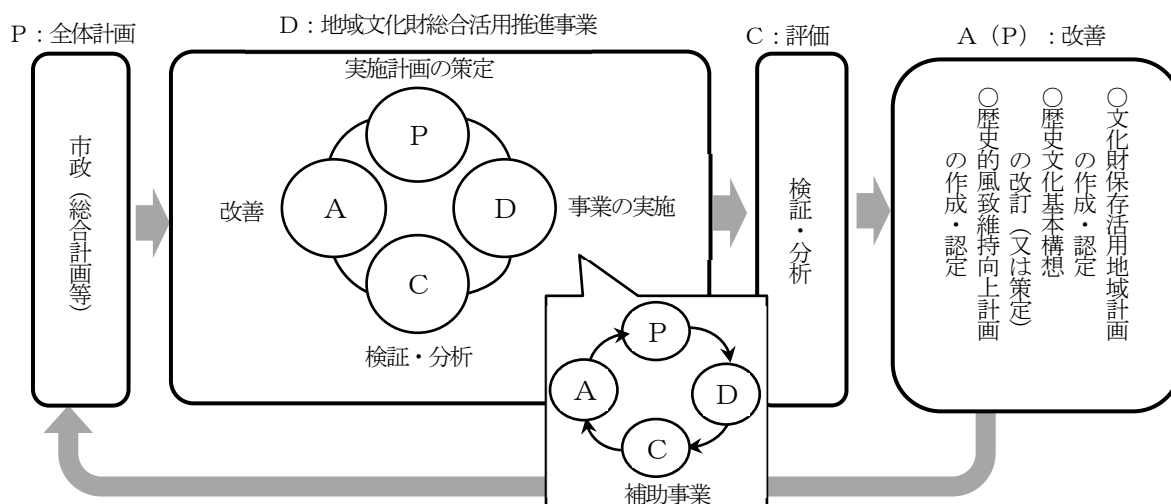 P：全体計画
市政（総合計画等）
D：地域文化財総合活用推進事業
実施計画の策定
P
A
D
C
改善
事業の実施
検証・分析
P
A
D
C
補助事業
C：評価
検証・分析
A（P）：改善
○文化財保存活用地域計画
の作成・認定
○歴史文化基本構想
の改訂（又は策定）
○歴史的風致維持向上計画
の作成・認定